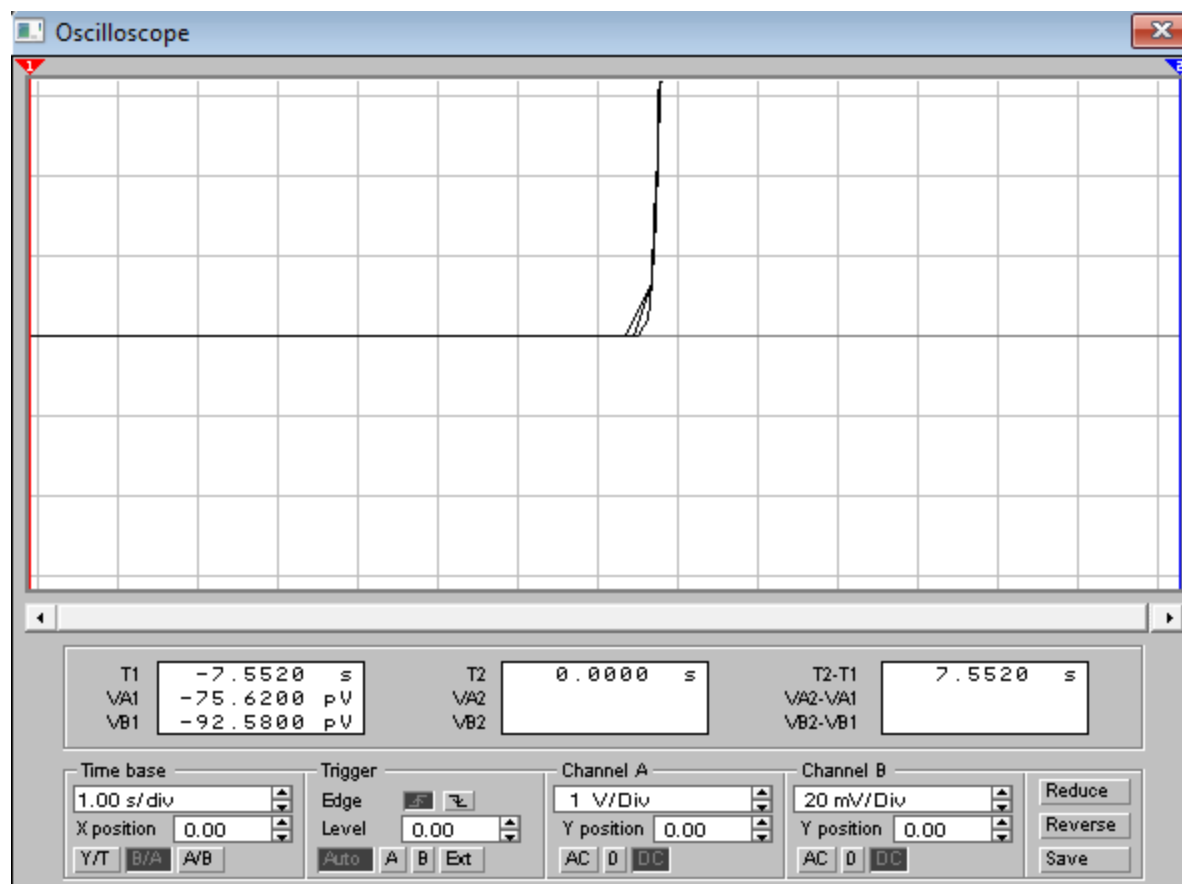 Oscilloscope
1 2
T1 -7.5520 s T2 0.0000 s T2-T1 7.5520 s
VA1 -75.6200 pV VA2 VA2-VA1
VB1 -92.5800 pV VB2 VB2-VB1
Time base Trigger Channel A Channel B
1.00 s/div Edge 1 V/Div 20 mV/Div Reduce
X position 0.00 Level 0.00 Y position 0.00 Y position 0.00 Reverse
Y/T B/A A/B Auto A B Ext AC 0 DC AC 0 DC Save